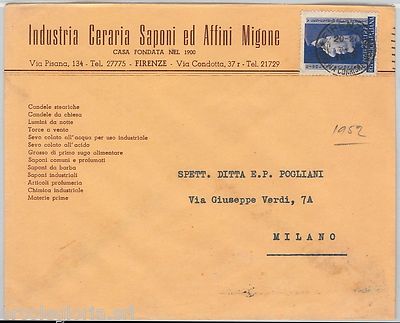 Industria Ceraria Saponi ed Affini Migone
CASA FONDATA NEL 1900
Via Pisana, 134 - Tel. 27775 - FIRENZE - Via Condotta, 37 r - Tel. 21729
Candele steariche
Candele da chiesa
Lumini da notte
Torce a vento
Sevo colato all'acqua per uso industriale
Sevo colato all'acido
Grasso di primo sugo alimentare
Saponi comuni e profumati
Saponi da barba
Saponi industriali
Articoli profumeria
Chimica industriale
Materie prime
1952
SPETT. DITTA E.P. POGLIANI
Via Giuseppe Verdi, 7A
MILANO